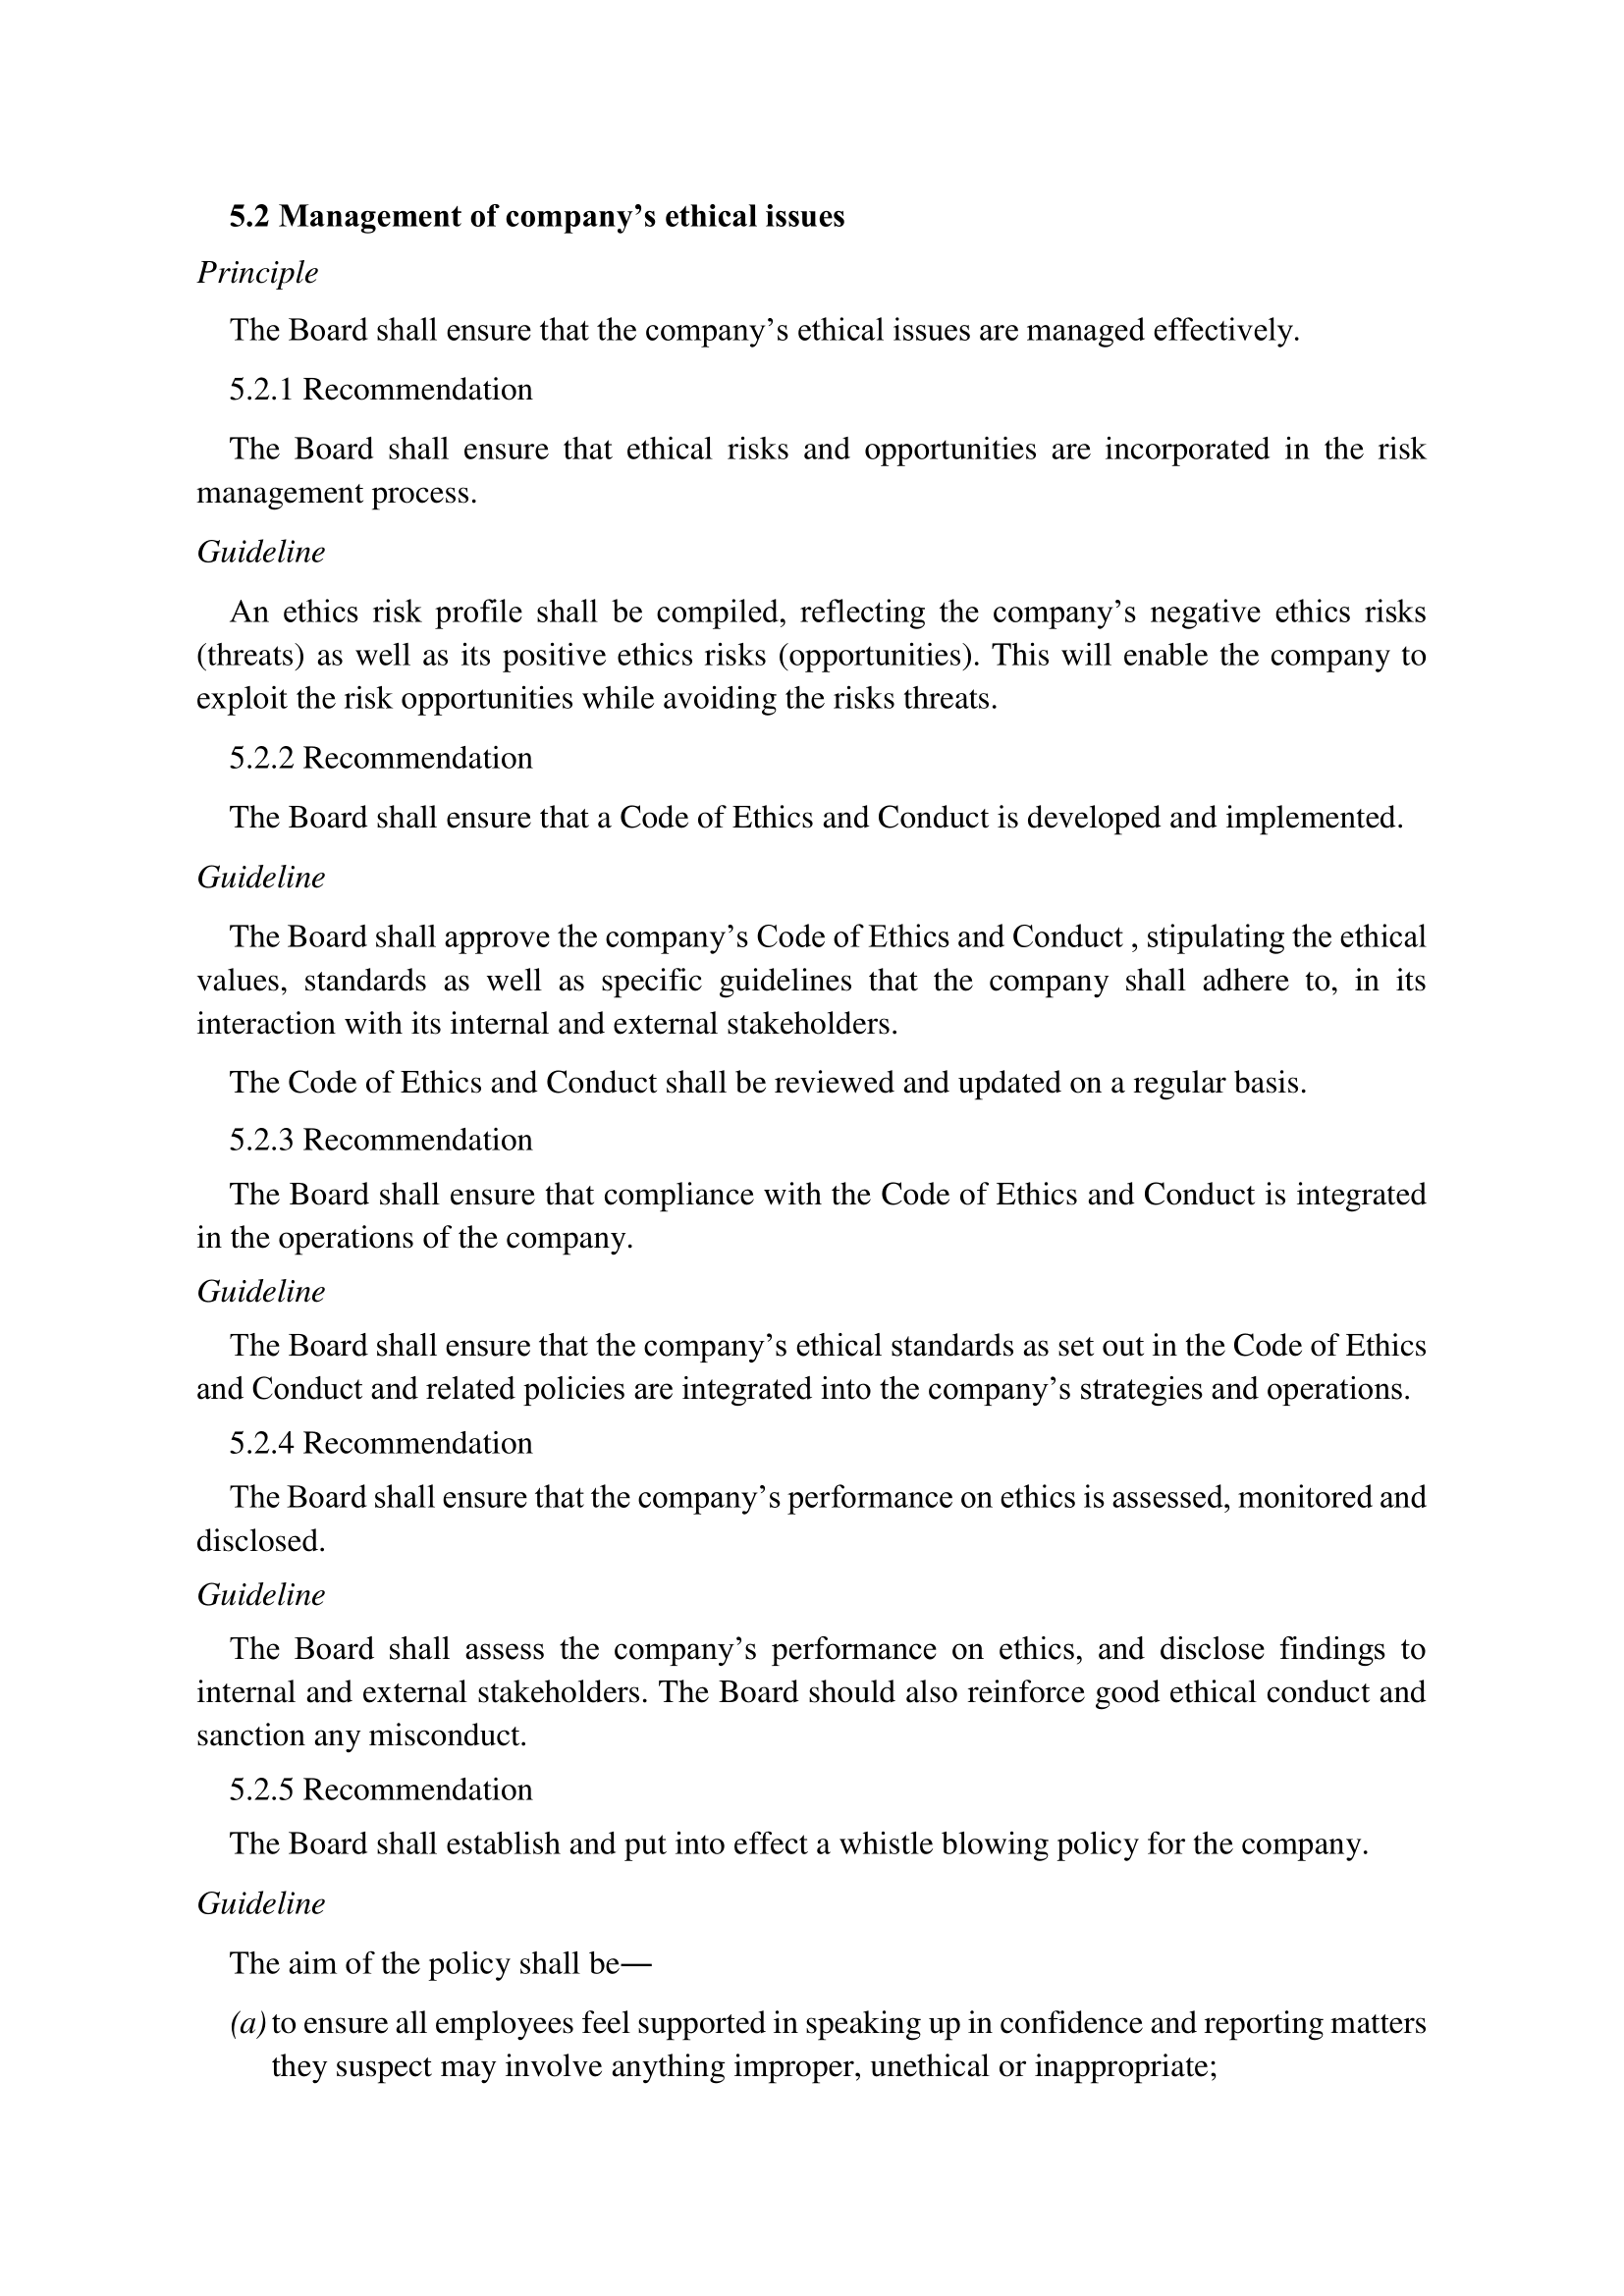 5.2 Management of company’s ethical issues
Principle
The Board shall ensure that the company’s ethical issues are managed effectively.
5.2.1 Recommendation
The Board shall ensure that ethical risks and opportunities are incorporated in the risk
management process.
Guideline
An ethics risk profile shall be compiled, reflecting the company’s negative ethics risks
(threats) as well as its positive ethics risks (opportunities). This will enable the company to
exploit the risk opportunities while avoiding the risks threats.
5.2.2 Recommendation
The Board shall ensure that a Code of Ethics and Conduct is developed and implemented.
Guideline
The Board shall approve the company’s Code of Ethics and Conduct , stipulating the ethical
values, standards as well as specific guidelines that the company shall adhere to, in its
interaction with its internal and external stakeholders.
The Code of Ethics and Conduct shall be reviewed and updated on a regular basis.
5.2.3 Recommendation
The Board shall ensure that compliance with the Code of Ethics and Conduct is integrated
in the operations of the company.
Guideline
The Board shall ensure that the company’s ethical standards as set out in the Code of Ethics
and Conduct and related policies are integrated into the company’s strategies and operations.
5.2.4 Recommendation
The Board shall ensure that the company’s performance on ethics is assessed, monitored and
disclosed.
Guideline
The Board shall assess the company’s performance on ethics, and disclose findings to
internal and external stakeholders. The Board should also reinforce good ethical conduct and
sanction any misconduct.
5.2.5 Recommendation
The Board shall establish and put into effect a whistle blowing policy for the company.
Guideline
The aim of the policy shall be—
(a) to ensure all employees feel supported in speaking up in confidence and reporting matters
they suspect may involve anything improper, unethical or inappropriate;